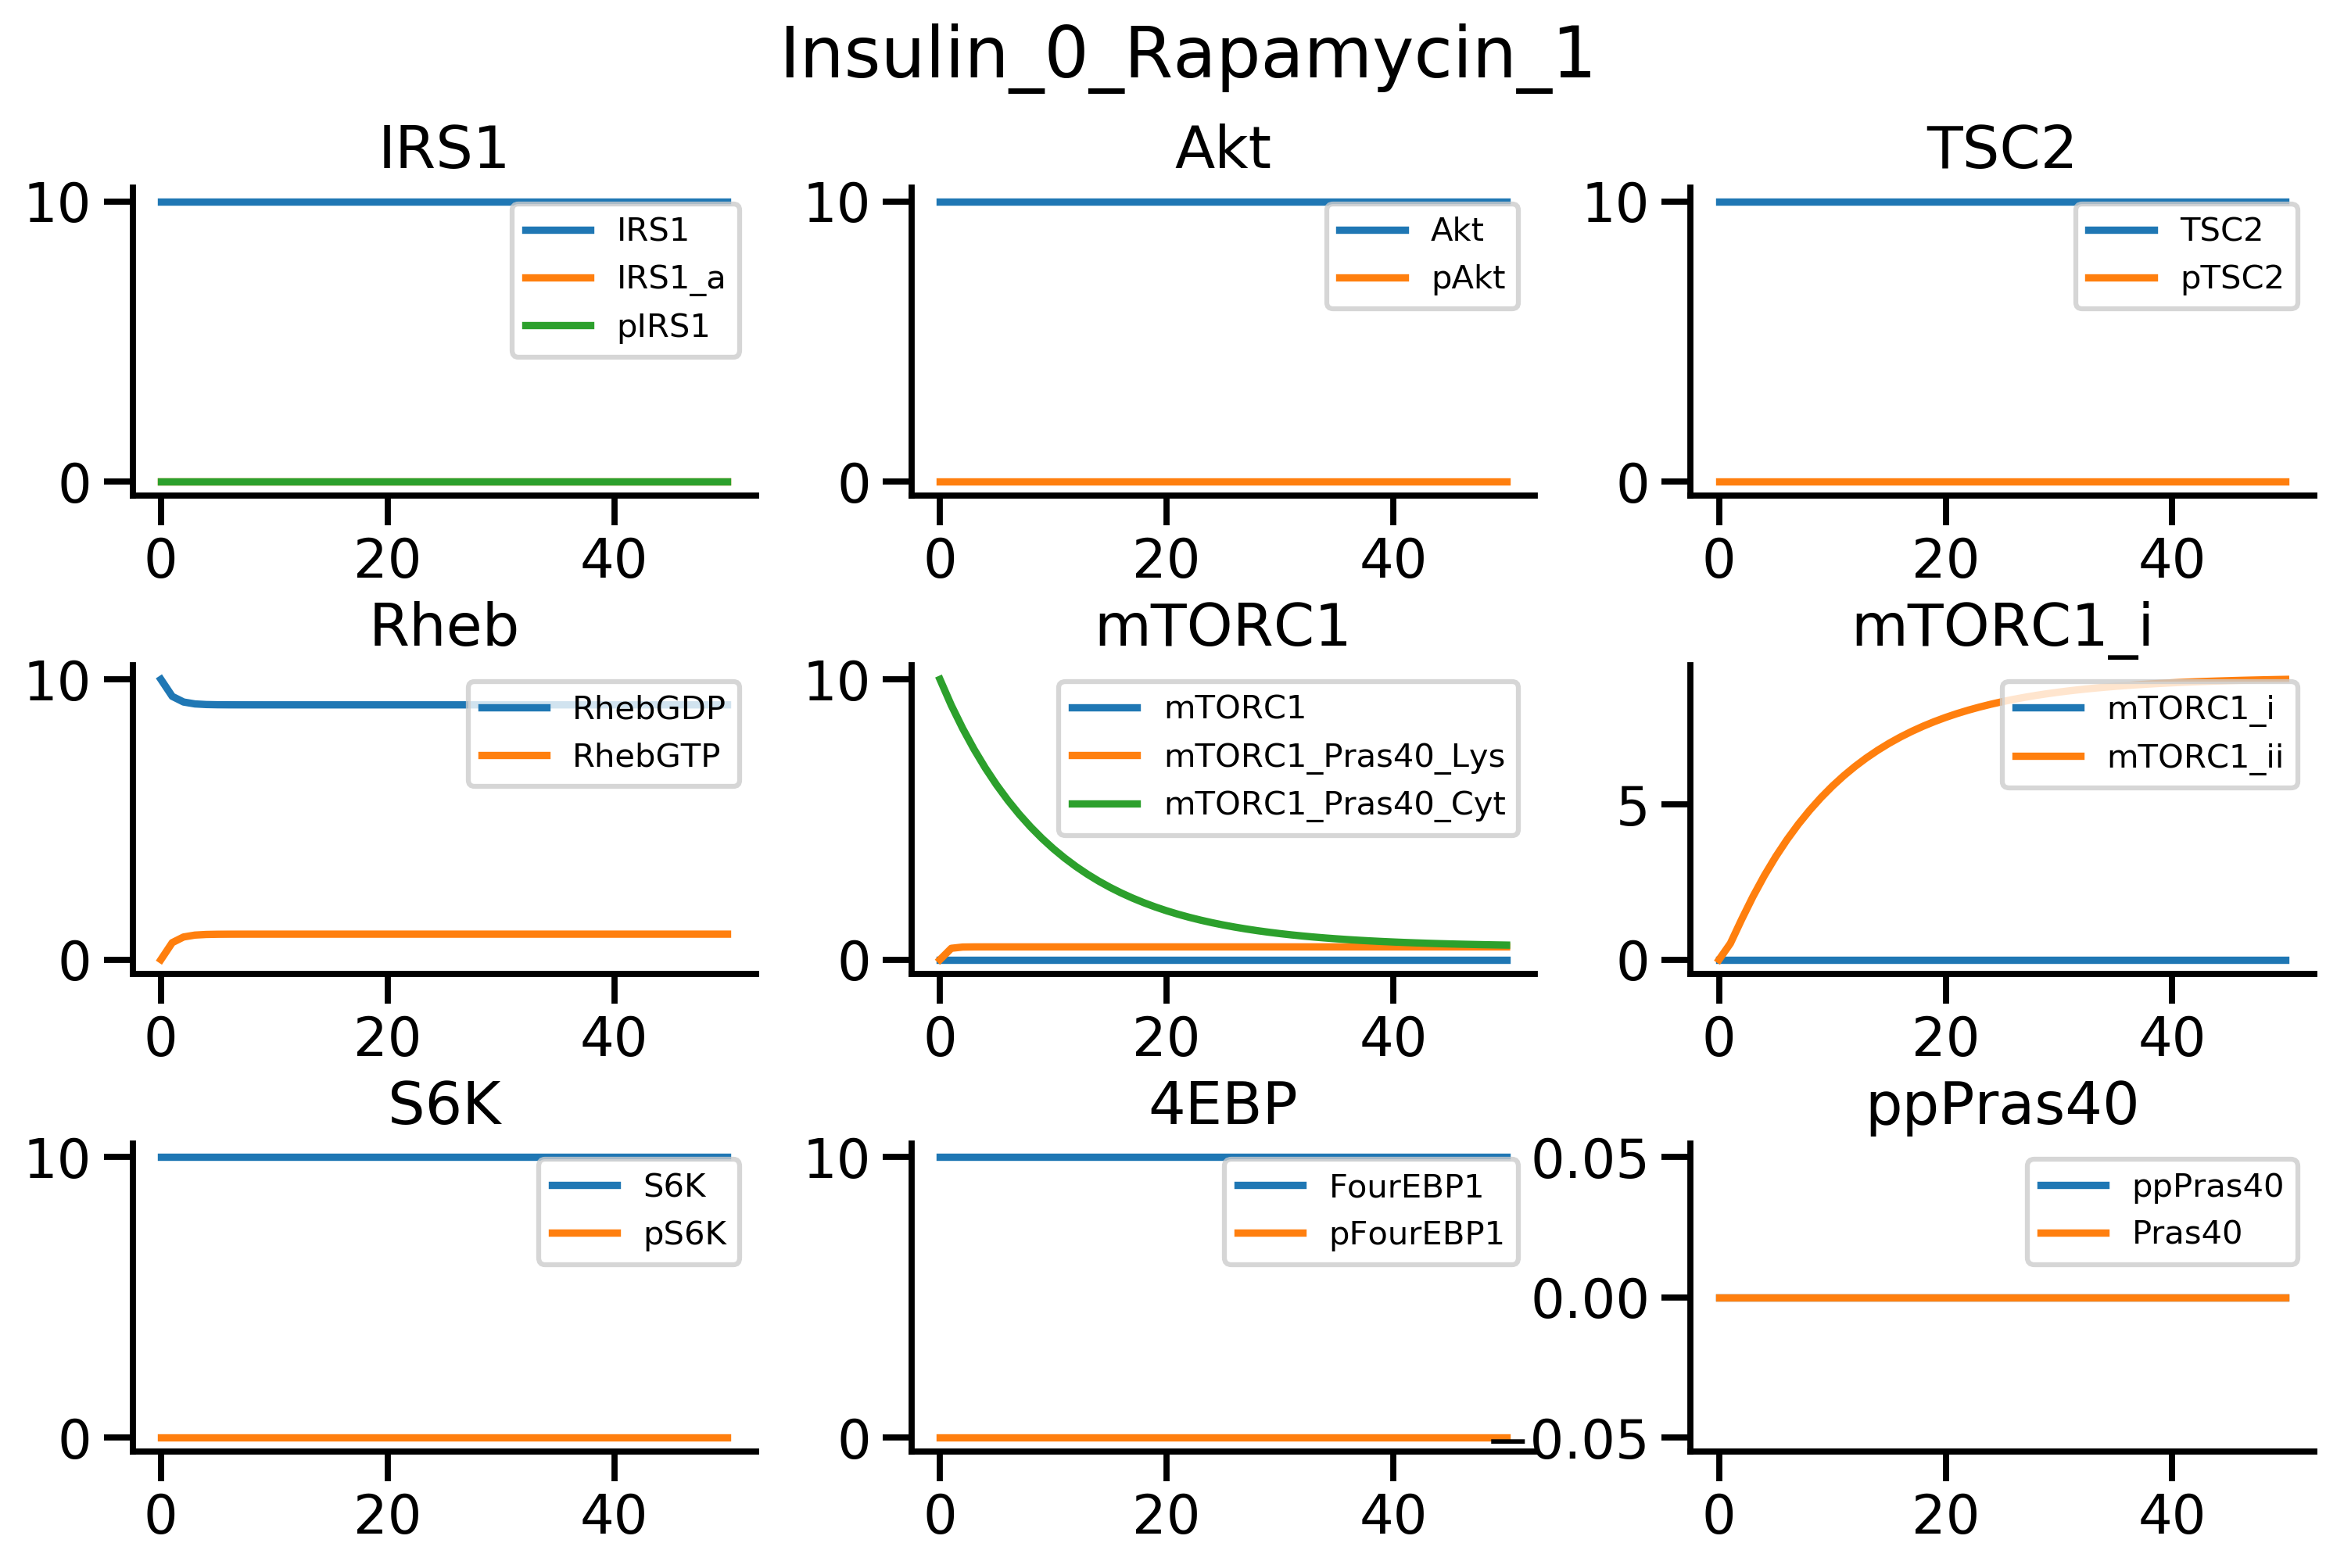 Insulin_0_Rapamycin_1
IRS1
10
0
0 20 40
IRS1
IRS1_a
pIRS1
Akt
10
0
0 20 40
Akt
pAkt
TSC2
10
0
0 20 40
TSC2
pTSC2
Rheb
10
0
0 20 40
RhebGDP
RhebGTP
mTORC1
10
0
0 20 40
mTORC1
mTORC1_Pras40_Lys
mTORC1_Pras40_Cyt
mTORC1_i
5
0
0 20 40
mTORC1_i
mTORC1_ii
S6K
10
0
0 20 40
S6K
pS6K
4EBP
10
0
0 20 40
FourEBP1
pFourEBP1
ppPras40
0.05
0.00
−0.05
0 20 40
ppPras40
Pras40